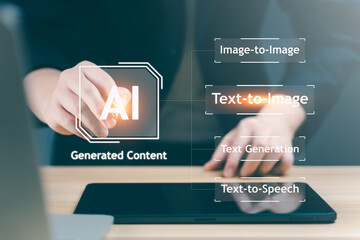 AI
Generated Content
Image-to-Image
Text-to-Image
Text Generation
Text-to-Speech